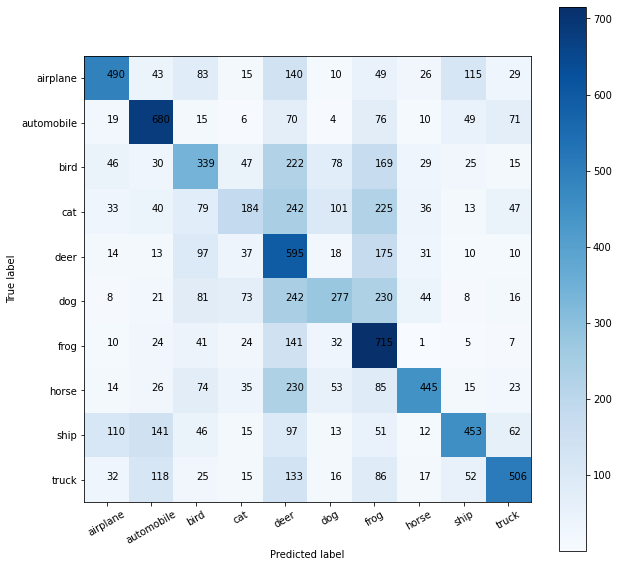 airplane 490 43 83 15 140 10 49 26 115 29
automobile 19 680 15 6 70 4 76 10 49 71
bird 46 30 339 47 222 78 169 29 25 15
cat 33 40 79 184 242 101 225 36 13 47
deer 14 13 97 37 595 18 175 31 10 10
dog 8 21 81 73 242 277 230 44 8 16
frog 10 24 41 24 141 32 715 1 5 7
horse 14 26 74 35 230 53 85 445 15 23
ship 110 141 46 15 97 13 51 12 453 62
truck 32 118 25 15 133 16 86 17 52 506
airplane automobile bird cat deer dog frog horse ship truck
Predicted label
True label
700
600
500
400
300
200
100